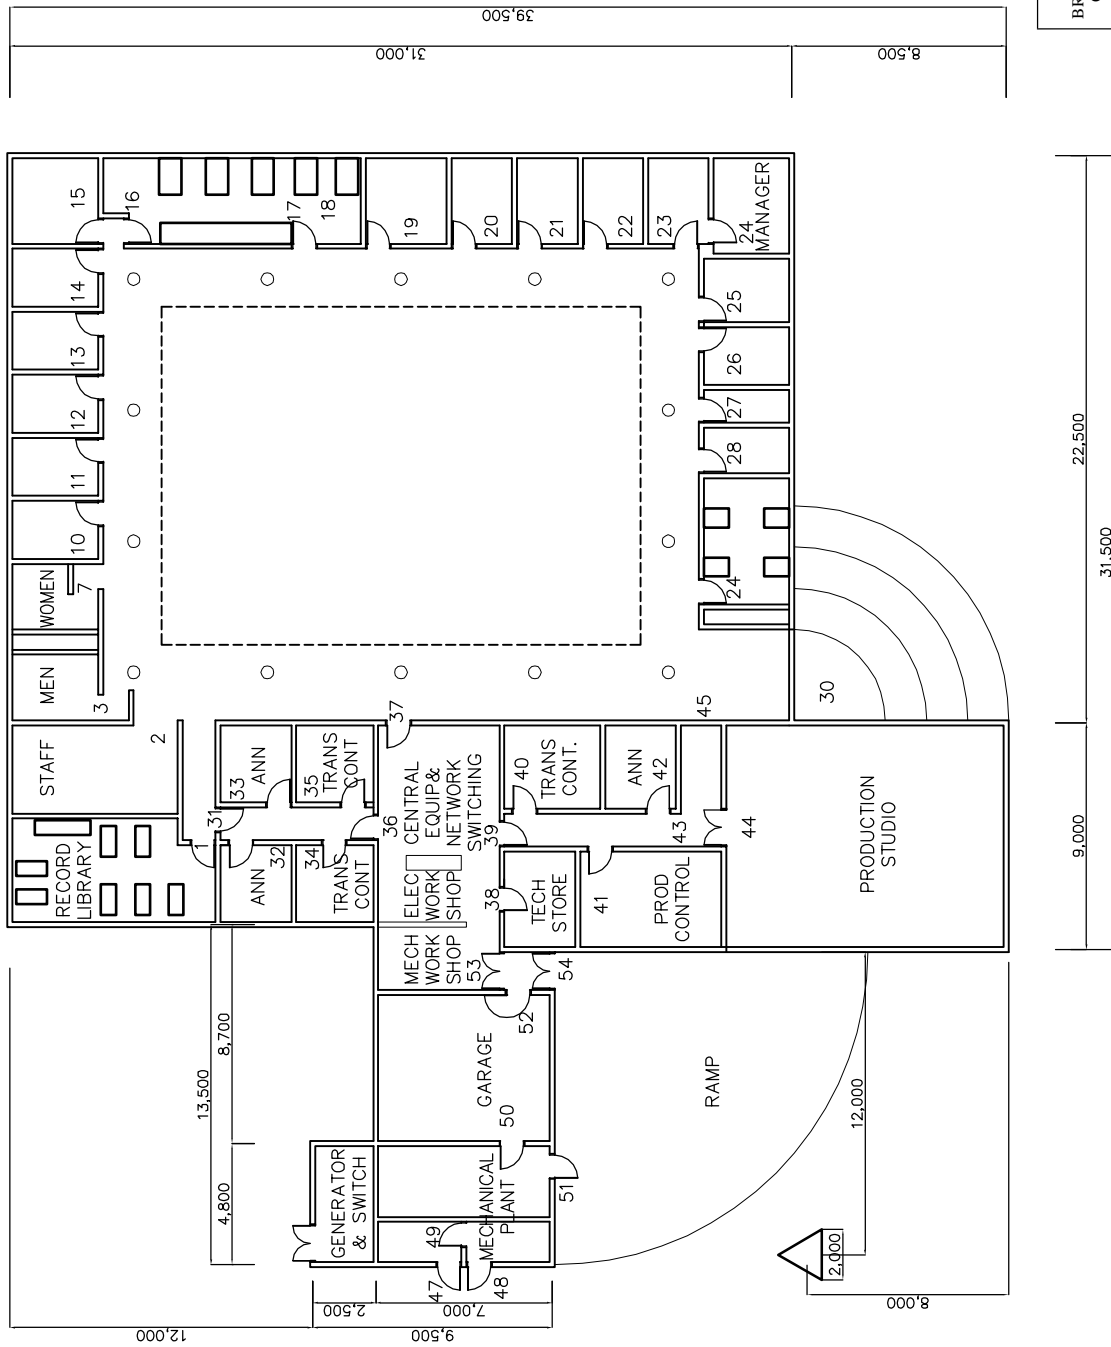 39,500
31,000
8,500
BR
15
16
17
18
19
20
21
22
23
24
MANAGER
14
13
12
11
10
7
WOMEN
MEN
3
STAFF
2
25
26
27
28
24
30
22,500
31,500
9,000
RECORD
LIBRARY
1
31
33
ANN
35
TRANS
CONT
37
45
32
ANN
34
TRANS
CONT
36
CENTRAL
EQUIP&
NETWORK
SWITCHING
39
40
TRANS
CONT.
ANN
42
43
44
PRODUCTION
STUDIO
MECH
WORK
SHOP
ELEC
WORK
SHOP
38
TECH
STORE
41
PROD
CONTROL
53
54
52
GARAGE
50
51
RAMP
GENERATOR
& SWITCH
MECHANICAL
PLANT
49
47
48
13,500
8,700
4,800
12,000
2,000
8,000
2,500
7,000
9,500
12,000